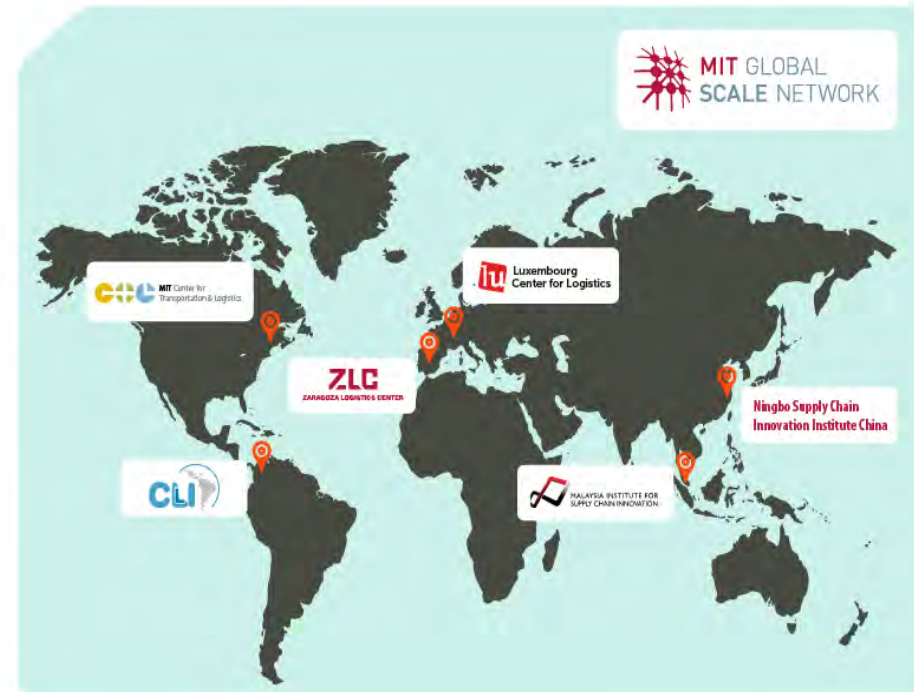 MIT GLOBAL
SCALE NETWORK
lu Luxembourg
Center for Logistics
MIT Center for
Transportation & Logistics
ZLC
ZARAGOZA LOGISTICS CENTER
Ningbo Supply Chain
Innovation Institute China
CLI
MALAYSIA INSTITUTE FOR
SUPPLY CHAIN INNOVATION